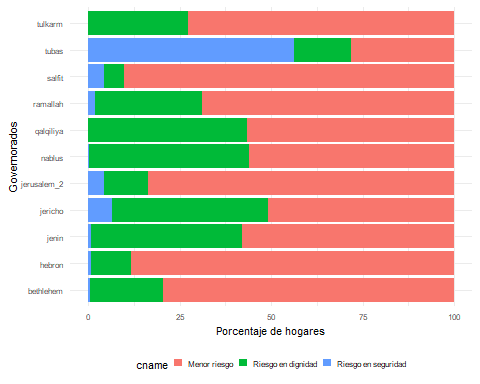 Governorados
tulkarm
tubas
salfit
ramallah
qalqiliya
nablus
jerusalem_2
jericho
jenin
hebron
bethlehem
0 25 50 75 100
Porcentaje de hogares
cname Menor riesgo Riesgo en dignidad Riesgo en seguridad